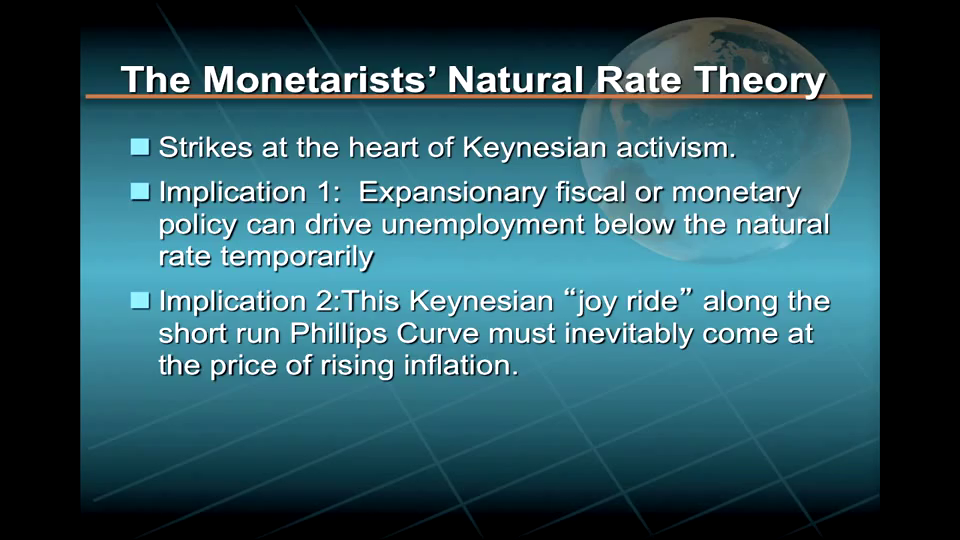 The Monetarists’ Natural Rate Theory
Strikes at the heart of Keynesian activism.
Implication 1:  Expansionary fiscal or monetary
policy can drive unemployment below the natural
rate temporarily
Implication 2:This Keynesian “joy ride” along the
short run Phillips Curve must inevitably come at
the price of rising inflation.